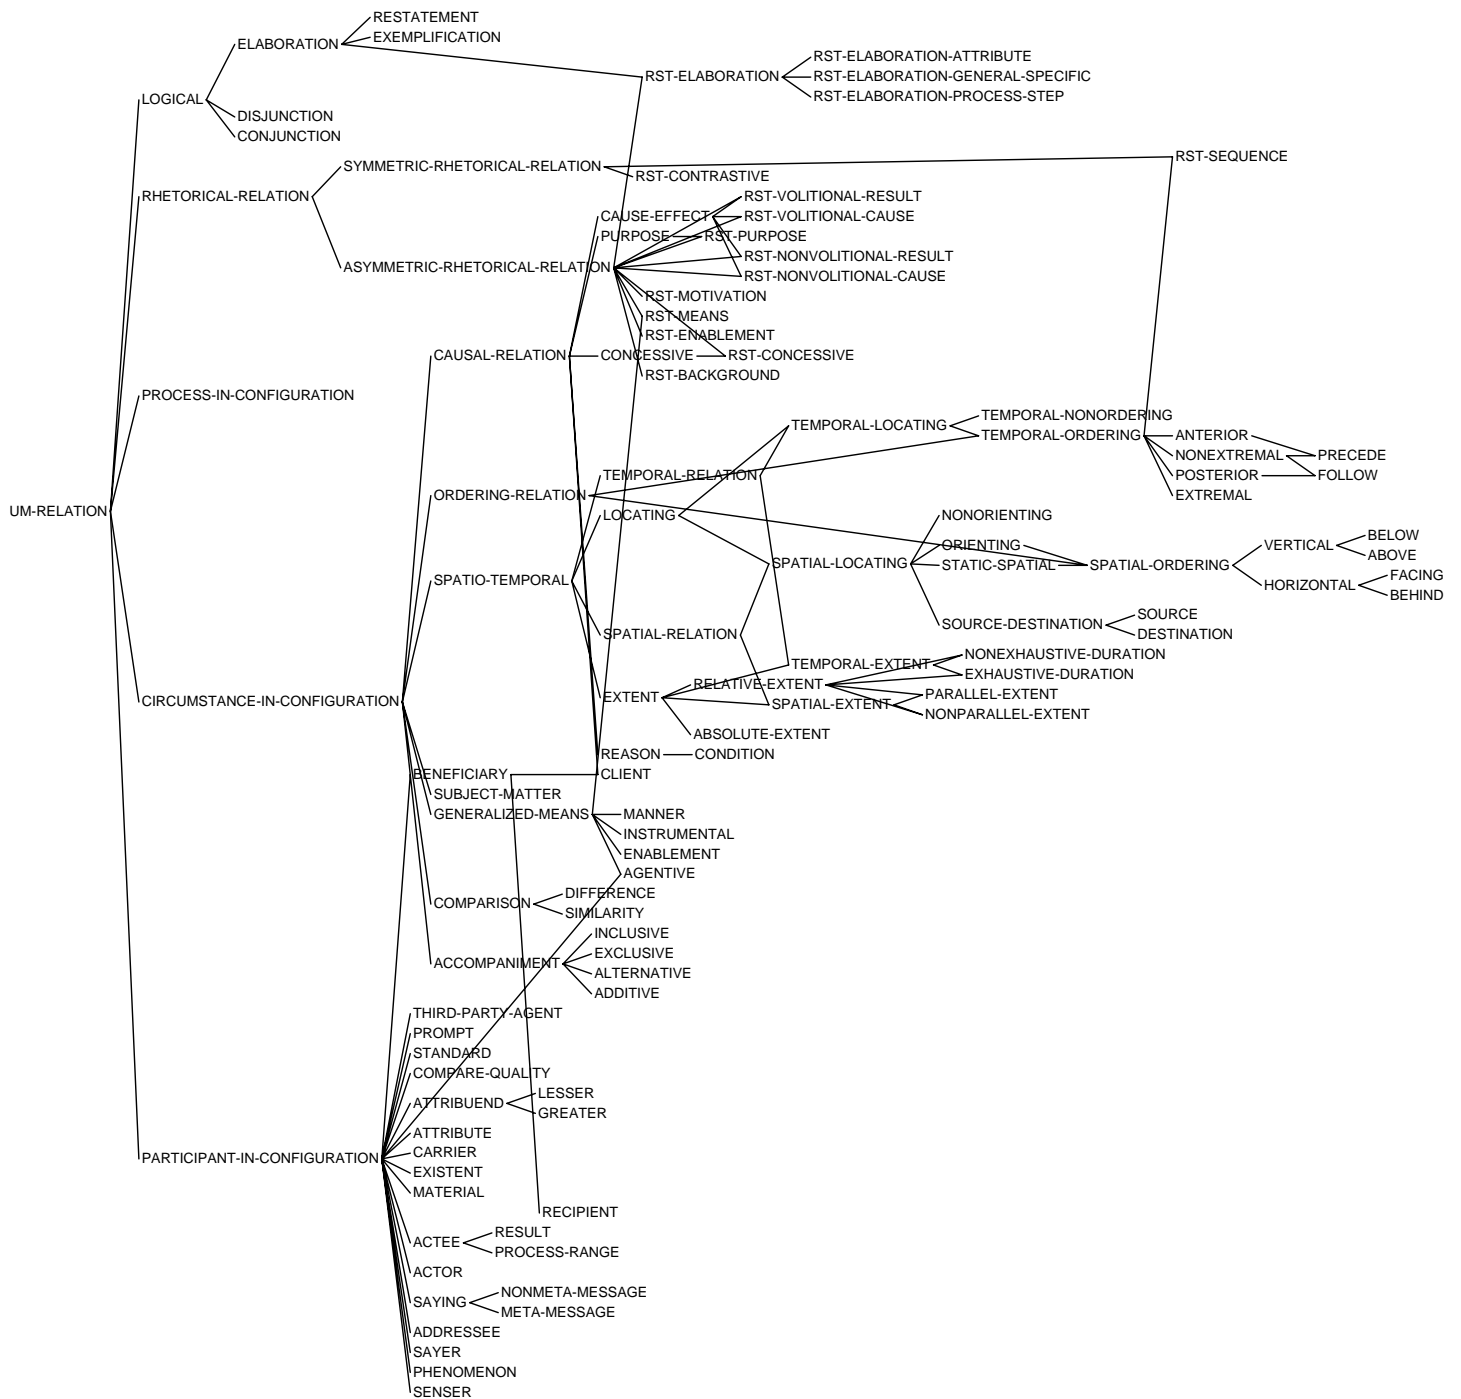 RESTATEMENT
EXEMPLIFICATION
ELABORATION
RST-ELABORATION-ATTRIBUTE
RST-ELABORATION
RST-ELABORATION-GENERAL-SPECIFIC
RST-ELABORATION-PROCESS-STEP
LOGICAL
DISJUNCTION
CONJUNCTION
RST-SEQUENCE
SYMMETRIC-RHETORICAL-RELATION
RST-CONTRASTIVE
RHETORICAL-RELATION
RST-VOLITIONAL-RESULT
CAUSE-EFFECT
RST-VOLITIONAL-CAUSE
PURPOSE
RST-PURPOSE
RST-NONVOLITIONAL-RESULT
ASYMMETRIC-RHETORICAL-RELATION
RST-NONVOLITIONAL-CAUSE
RST-MOTIVATION
RST-MEANS
RST-ENABLEMENT
CAUSAL-RELATION
CONCESSIVE
RST-CONCESSIVE
RST-BACKGROUND
PROCESS-IN-CONFIGURATION
TEMPORAL-NONORDERING
TEMPORAL-LOCATING
TEMPORAL-ORDERING
ANTERIOR
NONEXTREMAL
PRECEDE
TEMPORAL-RELATION
POSTERIOR
FOLLOW
ORDERING-RELATION
EXTREMAL
UM-RELATION
LOCATING
NONORIENTING
BELOW
ORIENTING
VERTICAL
ABOVE
SPATIAL-LOCATING
STATIC-SPATIAL
SPATIAL-ORDERING
FACING
SPATIO-TEMPORAL
HORIZONTAL
BEHIND
SOURCE
SOURCE-DESTINATION
SPATIAL-RELATION
DESTINATION
NONEXHAUSTIVE-DURATION
TEMPORAL-EXTENT
EXHAUSTIVE-DURATION
RELATIVE-EXTENT
PARALLEL-EXTENT
CIRCUMSTANCE-IN-CONFIGURATION
EXTENT
SPATIAL-EXTENT
NONPARALLEL-EXTENT
ABSOLUTE-EXTENT
REASON
CONDITION
BENEFICIARY
CLIENT
SUBJECT-MATTER
GENERALIZED-MEANS
MANNER
INSTRUMENTAL
ENABLEMENT
AGENTIVE
DIFFERENCE
COMPARISON
SIMILARITY
INCLUSIVE
EXCLUSIVE
ACCOMPANIMENT
ALTERNATIVE
ADDITIVE
THIRD-PARTY-AGENT
PROMPT
STANDARD
COMPARE-QUALITY
LESSER
ATTRIBUEND
GREATER
ATTRIBUTE
CARRIER
PARTICIPANT-IN-CONFIGURATION
EXISTENT
MATERIAL
RECIPIENT
RESULT
ACTEE
PROCESS-RANGE
ACTOR
NONMETA-MESSAGE
SAYING
META-MESSAGE
ADDRESSEE
SAYER
PHENOMENON
SENSER